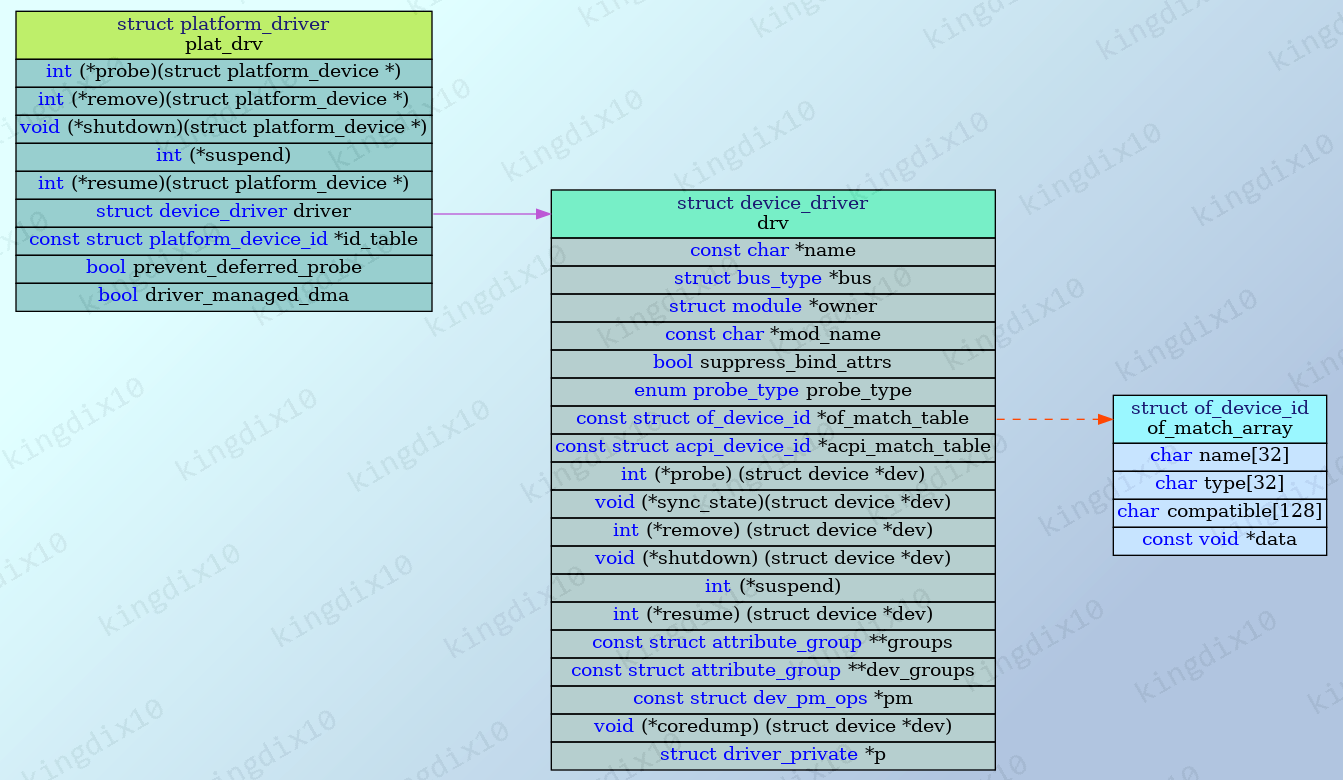 struct platform_driver
plat_drv
int (*probe)(struct platform_device *)
int (*remove)(struct platform_device *)
void (*shutdown)(struct platform_device *)
int (*suspend)
int (*resume)(struct platform_device *)
struct device_driver driver
const struct platform_device_id *id_table
bool prevent_deferred_probe
bool driver_managed_dma
struct device_driver
drv
const char *name
struct bus_type *bus
struct module *owner
const char *mod_name
bool suppress_bind_attrs
enum probe_type probe_type
const struct of_device_id *of_match_table
const struct acpi_device_id *acpi_match_table
int (*probe) (struct device *dev)
void (*sync_state)(struct device *dev)
int (*remove) (struct device *dev)
void (*shutdown) (struct device *dev)
int (*suspend)
int (*resume) (struct device *dev)
const struct attribute_group **groups
const struct attribute_group **dev_groups
const struct dev_pm_ops *pm
void (*coredump) (struct device *dev)
struct driver_private *p
struct of_device_id
of_match_array
char name[32]
char type[32]
char compatible[128]
const void *data
kingdix10